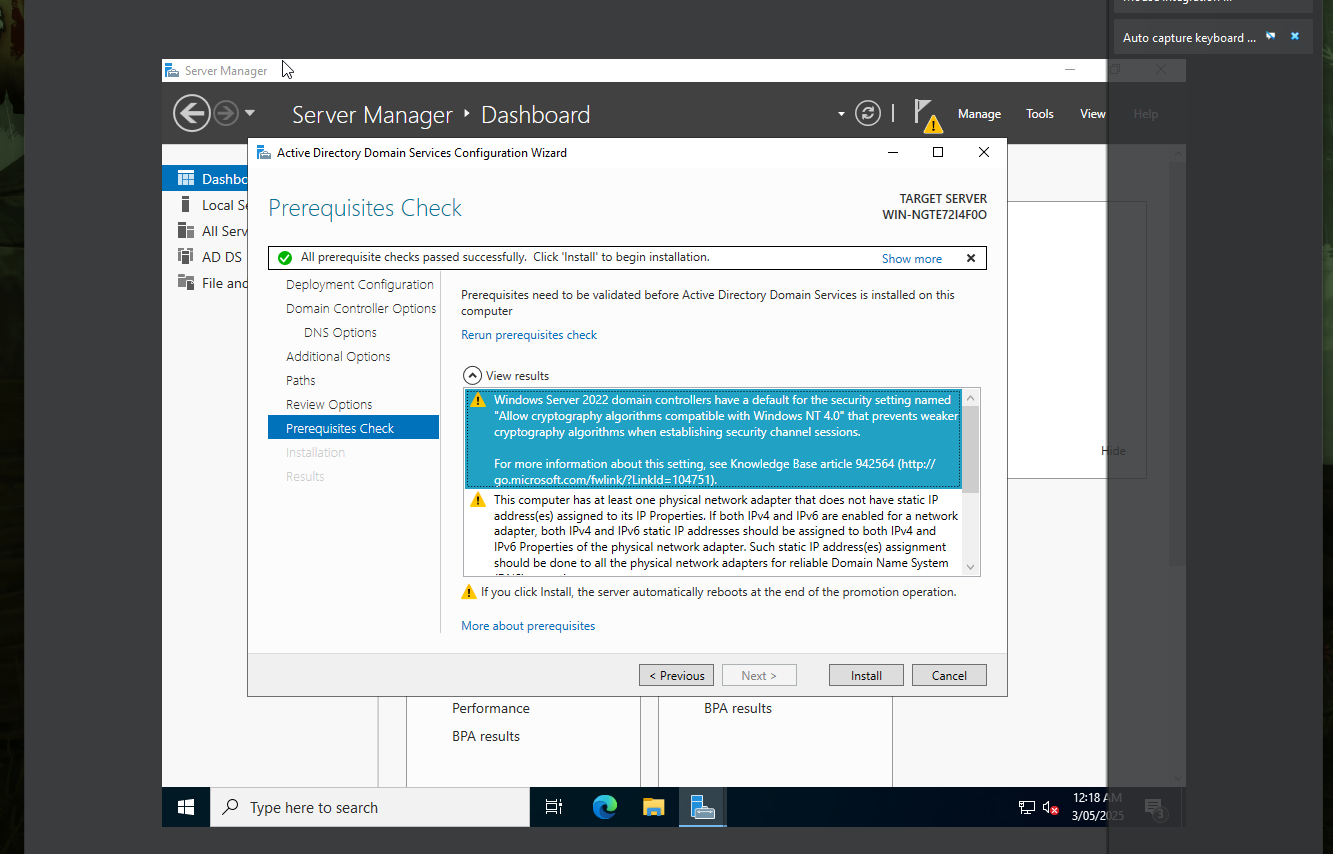 mouse integration ...
Auto capture keyboard ...
Server Manager
Server Manager
Dashboard
Manage
Tools
View
Help
Active Directory Domain Services Configuration Wizard
Dashbo
Local Se
All Serv
AD DS
File and
Prerequisites Check
TARGET SERVER
WIN-NGTE72I4F0O
All prerequisite checks passed successfully. Click 'Install' to begin installation.
Show more
Deployment Configuration
Domain Controller Options
DNS Options
Additional Options
Paths
Review Options
Prerequisites Check
Installation
Results
Prerequisites need to be validated before Active Directory Domain Services is installed on this
computer
Rerun prerequisites check
View results
Windows Server 2022 domain controllers have a default for the security setting named
"Allow cryptography algorithms compatible with Windows NT 4.0" that prevents weaker
cryptography algorithms when establishing security channel sessions.
For more information about this setting, see Knowledge Base article 942564 (http://
go.microsoft.com/fwlink/?LinkId=104751).
This computer has at least one physical network adapter that does not have static IP
address(es) assigned to its IP Properties. If both IPv4 and IPv6 are enabled for a network
adapter, both IPv4 and IPv6 static IP addresses should be assigned to both IPv4 and
IPv6 Properties of the physical network adapter. Such static IP address(es) assignment
should be done to all the physical network adapters for reliable Domain Name System
If you click Install, the server automatically reboots at the end of the promotion operation.
More about prerequisites
Hide
< Previous
Next >
Install
Cancel
Performance
BPA results
BPA results
Type here to search
12:18 AM
3/05/2025
3